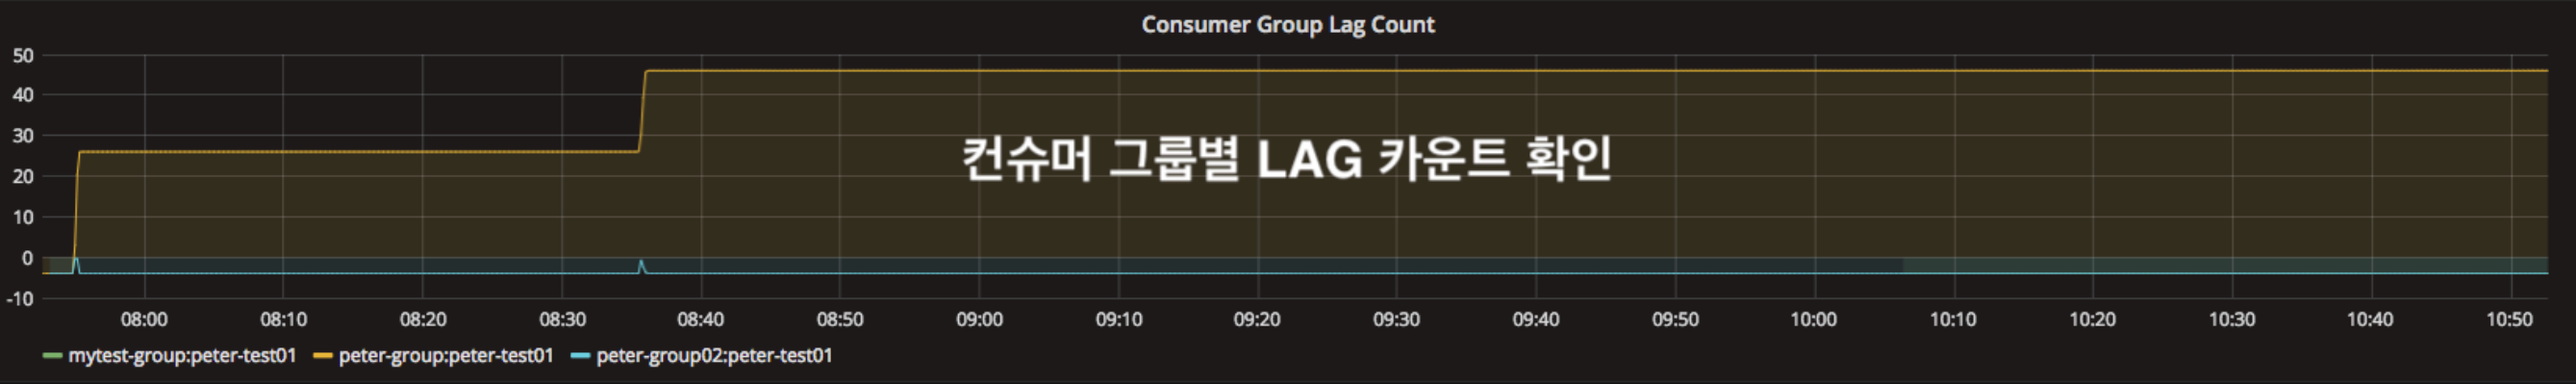 Consumer Group Lag Count
50
40
30
20
10
0
-10
컨슈머 그룹별 LAG 카운트 확인
08:00 08:10 08:20 08:30 08:40 08:50 09:00 09:10 09:20 09:30 09:40 09:50 10:00 10:10 10:20 10:30 10:40 10:50
mytest-group:peter-test01 peter-group:peter-test01 peter-group02:peter-test01